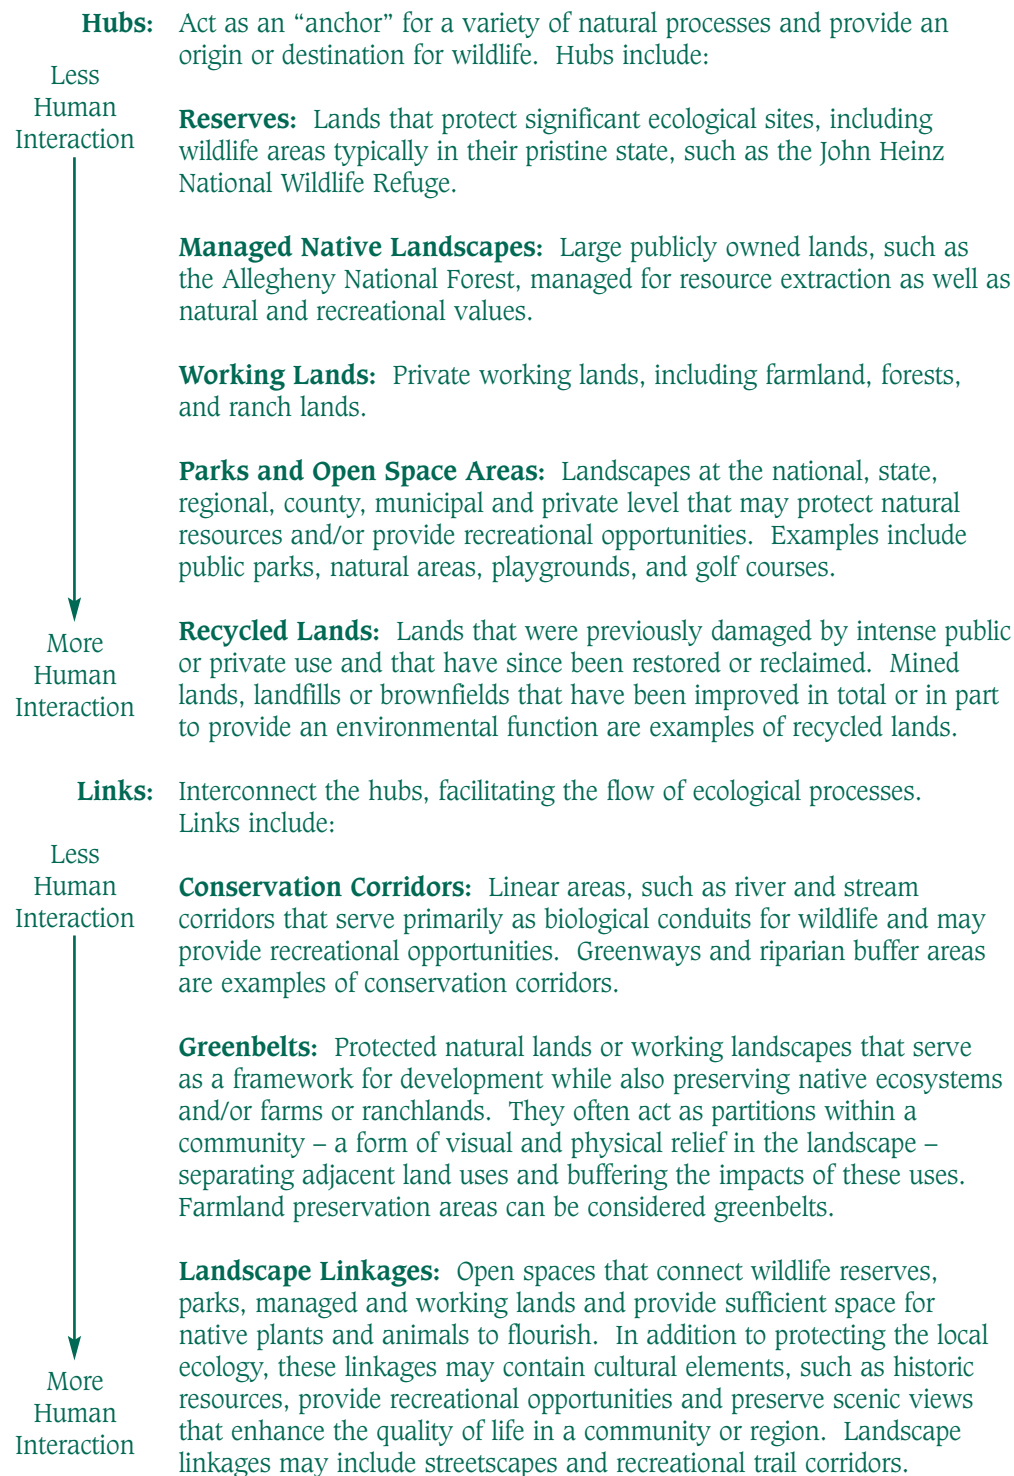 Hubs: Act as an “anchor” for a variety of natural processes and provide an
origin or destination for wildlife. Hubs include:
Less
Human
Interaction
Reserves: Lands that protect significant ecological sites, including
wildlife areas typically in their pristine state, such as the John Heinz
National Wildlife Refuge.
Managed Native Landscapes: Large publicly owned lands, such as
the Allegheny National Forest, managed for resource extraction as well as
natural and recreational values.
Working Lands: Private working lands, including farmland, forests,
and ranch lands.
Parks and Open Space Areas: Landscapes at the national, state,
regional, county, municipal and private level that may protect natural
resources and/or provide recreational opportunities. Examples include
public parks, natural areas, playgrounds, and golf courses.
More
Human
Interaction
Recycled Lands: Lands that were previously damaged by intense public
or private use and that have since been restored or reclaimed. Mined
lands, landfills or brownfields that have been improved in total or in part
to provide an environmental function are examples of recycled lands.
Links: Interconnect the hubs, facilitating the flow of ecological processes.
Links include:
Less
Human
Interaction
Conservation Corridors: Linear areas, such as river and stream
corridors that serve primarily as biological conduits for wildlife and may
provide recreational opportunities. Greenways and riparian buffer areas
are examples of conservation corridors.
Greenbelts: Protected natural lands or working landscapes that serve
as a framework for development while also preserving native ecosystems
and/or farms or ranchlands. They often act as partitions within a
community – a form of visual and physical relief in the landscape –
separating adjacent land uses and buffering the impacts of these uses.
Farmland preservation areas can be considered greenbelts.
Landscape Linkages: Open spaces that connect wildlife reserves,
parks, managed and working lands and provide sufficient space for
native plants and animals to flourish. In addition to protecting the local
ecology, these linkages may contain cultural elements, such as historic
resources, provide recreational opportunities and preserve scenic views
that enhance the quality of life in a community or region. Landscape
linkages may include streetscapes and recreational trail corridors.
More
Human
Interaction